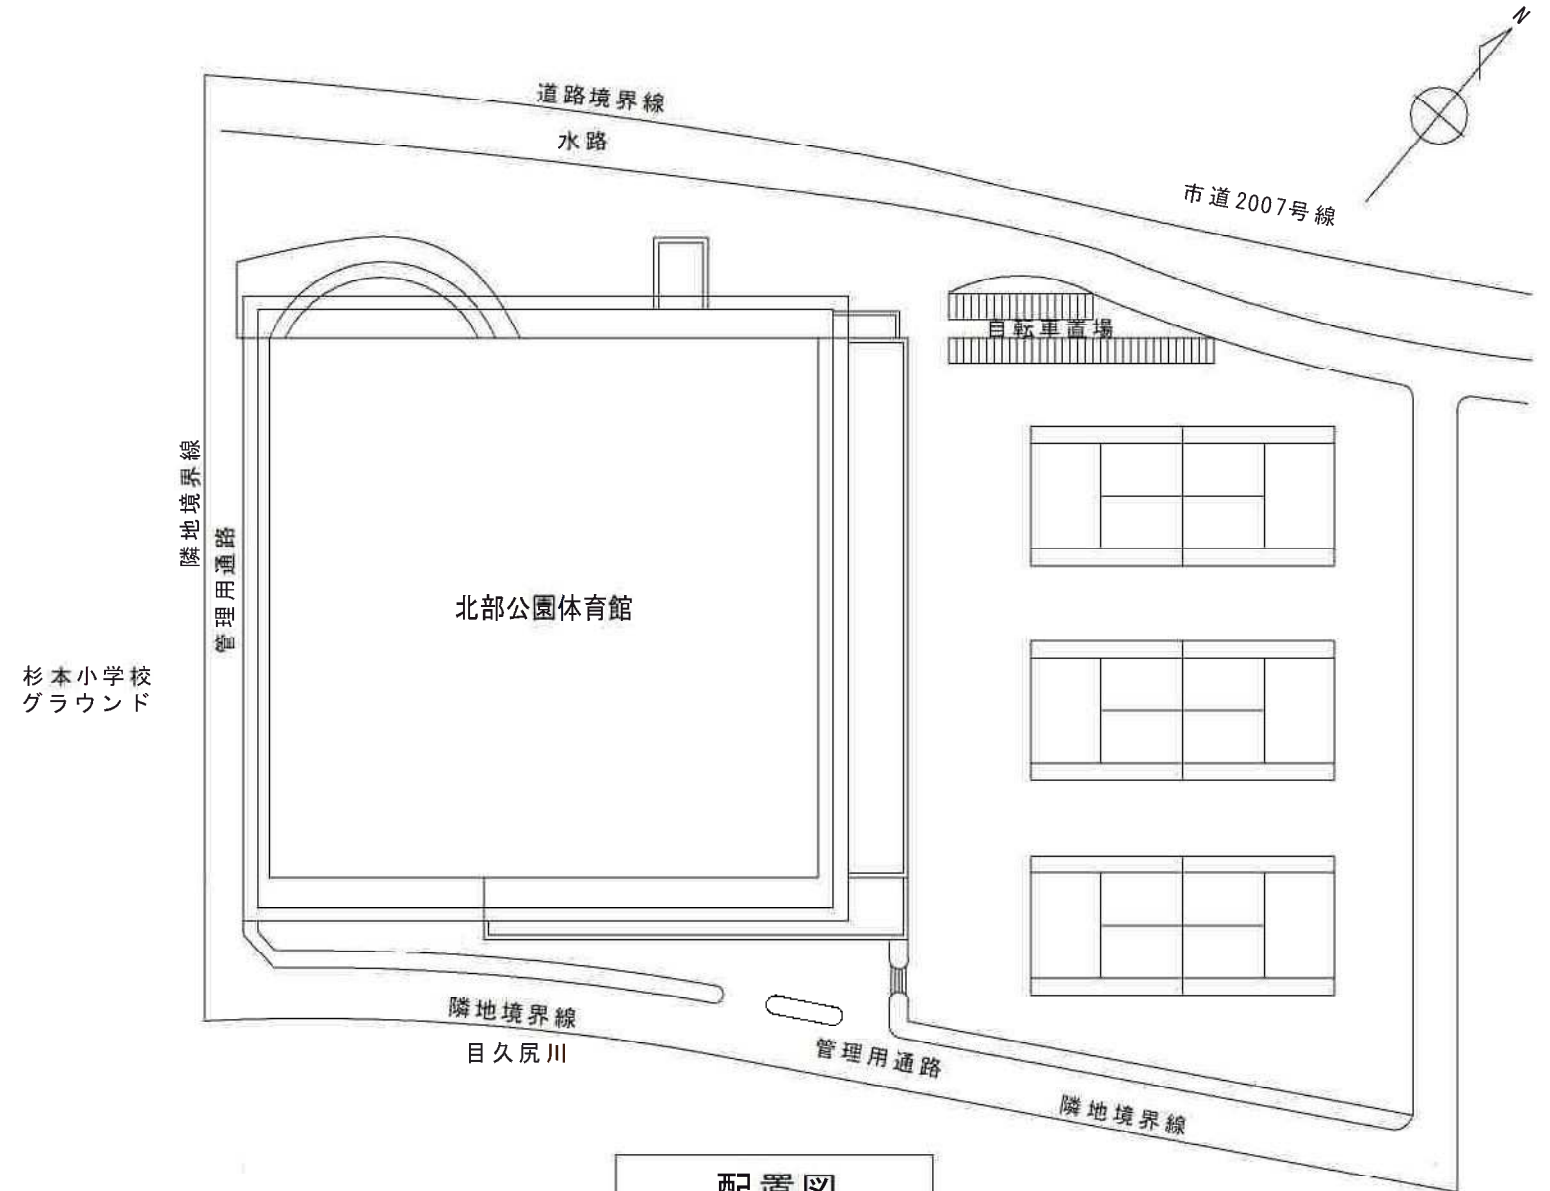 N
道路境界線
水路
市道2007号線
自転車置場
隣地境界線
管理用通路
北部公園体育館
杉本小学校
グラウンド
隣地境界線
目久尻川
管理用通路
隣地境界線
配置図